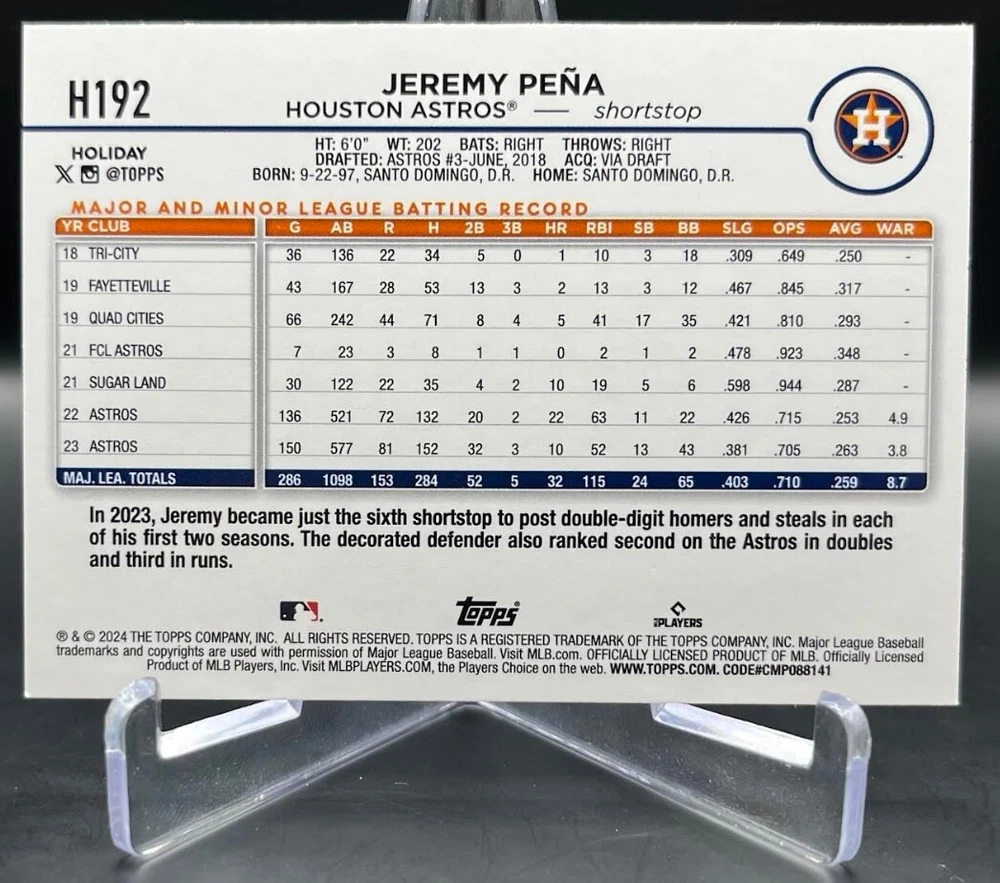 H192
JEREMY PEÑA
HOUSTON ASTROS® — shortstop
H
HOLIDAY
X @TOPPS
HT: 6'0" WT: 202 BATS: RIGHT THROWS: RIGHT
DRAFTED: ASTROS #3-JUNE, 2018 ACQ: VIA DRAFT
BORN: 9-22-97, SANTO DOMINGO, D.R. HOME: SANTO DOMINGO, D.R.
MAJOR AND MINOR LEAGUE BATTING RECORD
YR CLUB G AB R H 2B 3B HR RBI SB BB SLG OPS AVG WAR
18 TRI-CITY 36 136 22 34 5 0 1 10 3 18 .309 .649 .250 -
19 FAYETTEVILLE 43 167 28 53 13 3 2 13 3 12 .467 .845 .317 -
19 QUAD CITIES 66 242 44 71 8 4 5 41 17 35 .421 .810 .293 -
21 FCL ASTROS 7 23 3 8 1 1 0 2 1 2 .478 .923 .348 -
21 SUGAR LAND 30 122 22 35 4 2 10 19 5 6 .598 .944 .287 -
22 ASTROS 136 521 72 132 20 2 22 63 11 22 .426 .715 .253 4.9
23 ASTROS 150 577 81 152 32 3 10 52 13 43 .381 .705 .263 3.8
MAJ. LEA. TOTALS 286 1098 153 284 52 5 32 115 24 65 .403 .710 .259 8.7
In 2023, Jeremy became just the sixth shortstop to post double-digit homers and steals in each
of his first two seasons. The decorated defender also ranked second on the Astros in doubles
and third in runs.
Topps® PLAYERS
® & © 2024 THE TOPPS COMPANY, INC. ALL RIGHTS RESERVED. TOPPS IS A REGISTERED TRADEMARK OF THE TOPPS COMPANY, INC. Major League Baseball
trademarks and copyrights are used with permission of Major League Baseball. Visit MLB.com. OFFICIALLY LICENSED PRODUCT OF MLB. Officially Licensed
Product of MLB Players, Inc. Visit MLBPLAYERS.COM, the Players Choice on the web. WWW.TOPPS.COM. CODE#CMP088141